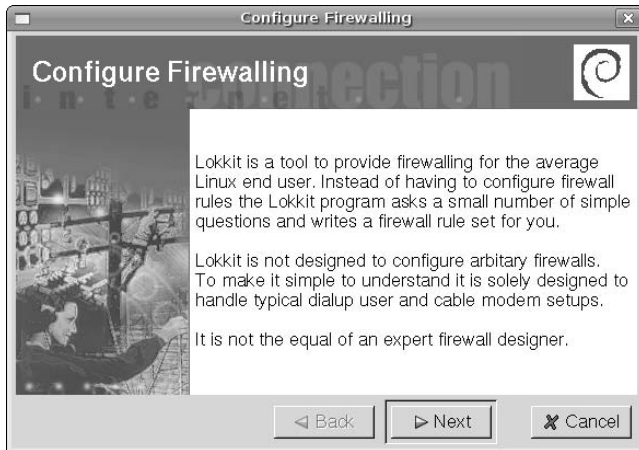 Configure Firewalling
Configure Firewalling
connection
internet
Lokkit is a tool to provide firewalling for the average
Linux end user. Instead of having to configure firewall
rules the Lokkit program asks a small number of simple
questions and writes a firewall rule set for you.
Lokkit is not designed to configure arbitary firewalls.
To make it simple to understand it is solely designed to
handle typical dialup user and cable modem setups.
It is not the equal of an expert firewall designer.
Back
Next
Cancel